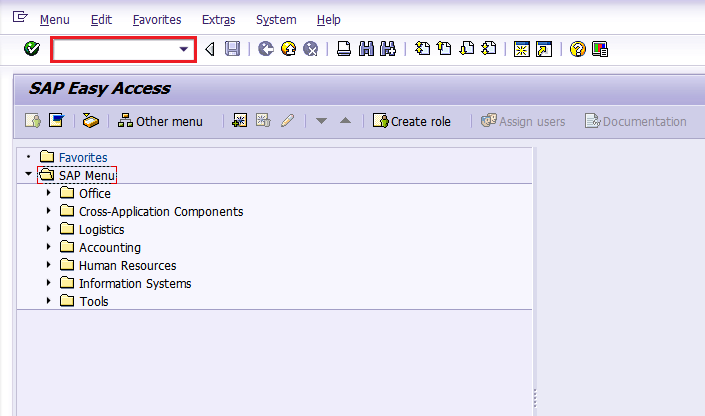 Menu Edit Favorites Extras System Help
SAP Easy Access
Other menu Create role Assign users Documentation
Favorites
SAP Menu
Office
Cross-Application Components
Logistics
Accounting
Human Resources
Information Systems
Tools